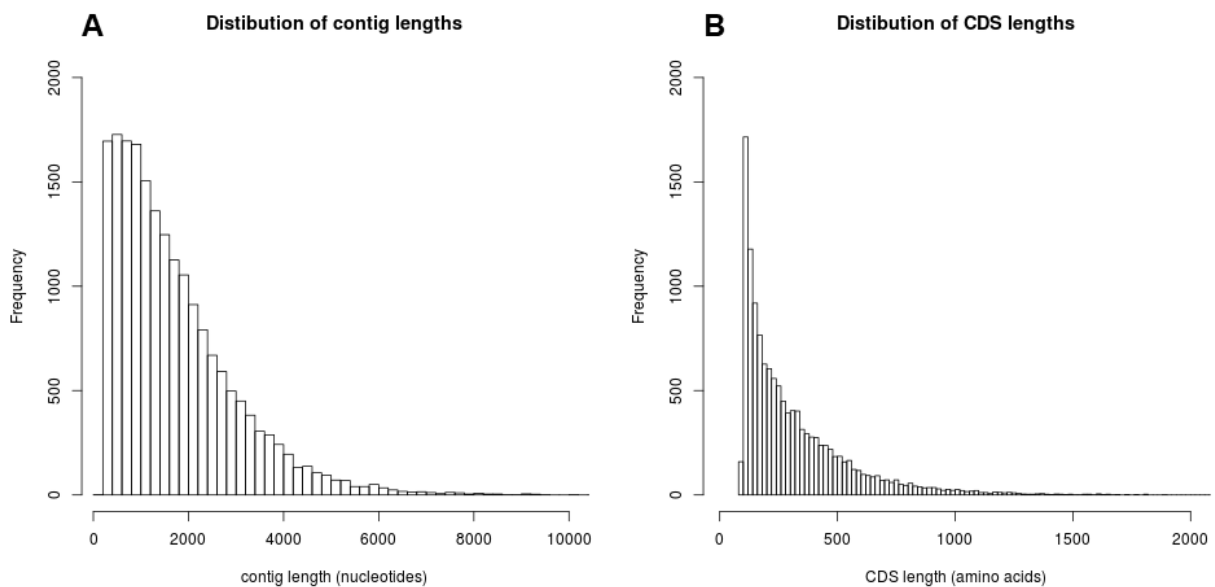 A
Distibution of contig lengths
Frequency
2000
1500
1000
500
0
0 2000 4000 6000 8000 10000
contig length (nucleotides)
B
Distibution of CDS lengths
Frequency
2000
1500
1000
500
0
0 500 1000 1500 2000
CDS length (amino acids)